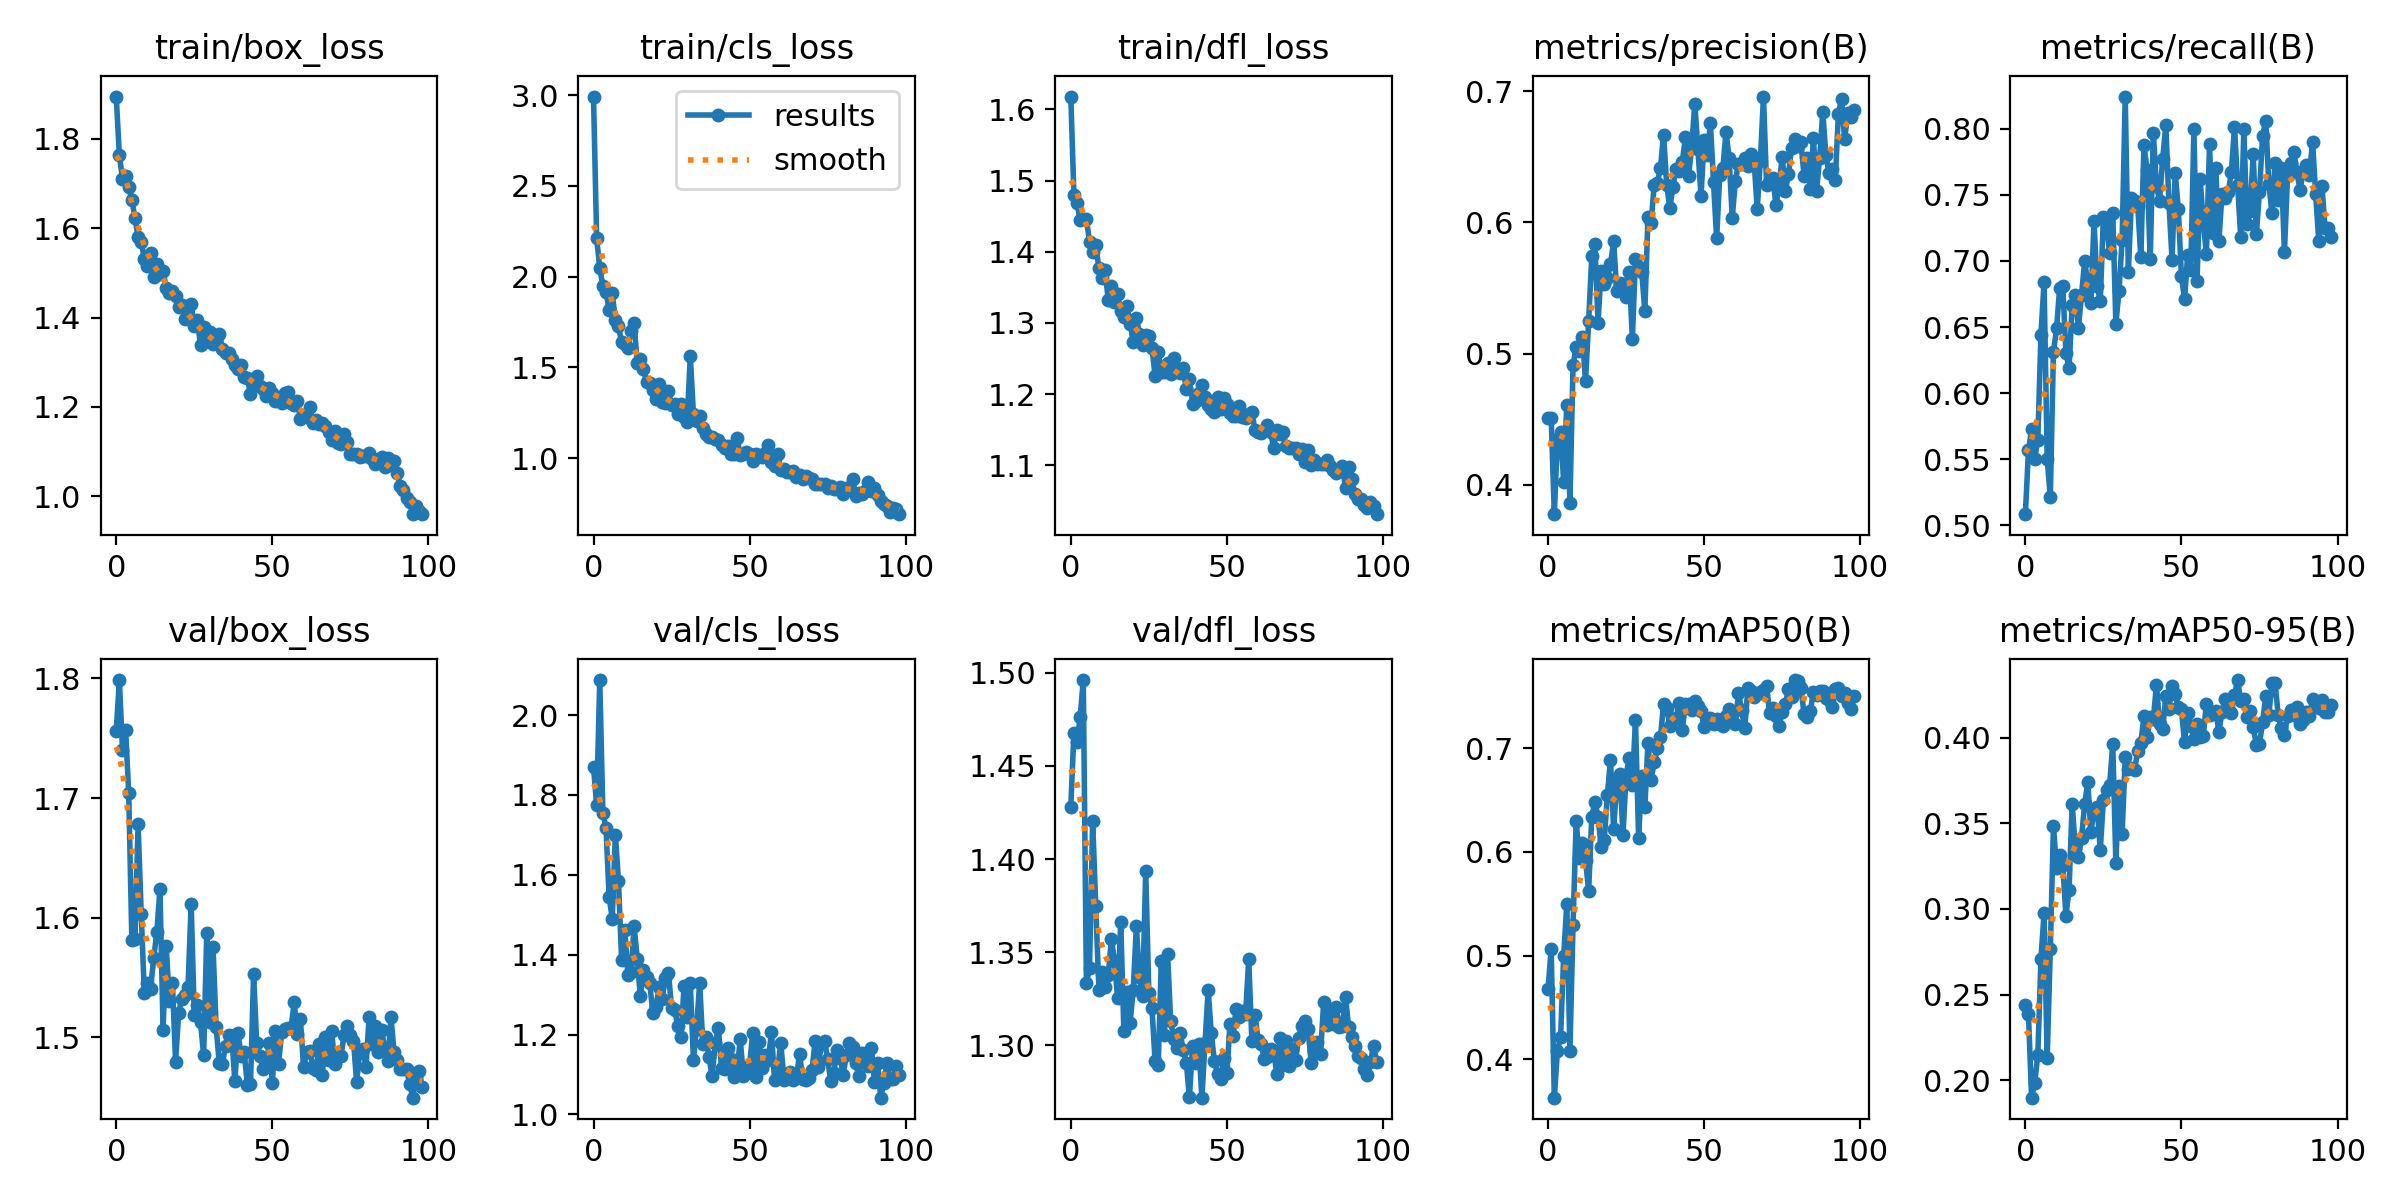 train/box_loss
1.8
1.6
1.4
1.2
1.0
0 50 100
train/cls_loss
results
smooth
3.0
2.5
2.0
1.5
1.0
0 50 100
train/dfl_loss
1.6
1.5
1.4
1.3
1.2
1.1
0 50 100
metrics/precision(B)
0.7
0.6
0.5
0.4
0 50 100
metrics/recall(B)
0.80
0.75
0.70
0.65
0.60
0.55
0.50
0 50 100
val/box_loss
1.8
1.7
1.6
1.5
0 50 100
val/cls_loss
2.0
1.8
1.6
1.4
1.2
1.0
0 50 100
val/dfl_loss
1.50
1.45
1.40
1.35
1.30
0 50 100
metrics/mAP50(B)
0.7
0.6
0.5
0.4
0 50 100
metrics/mAP50-95(B)
0.40
0.35
0.30
0.25
0.20
0 50 100